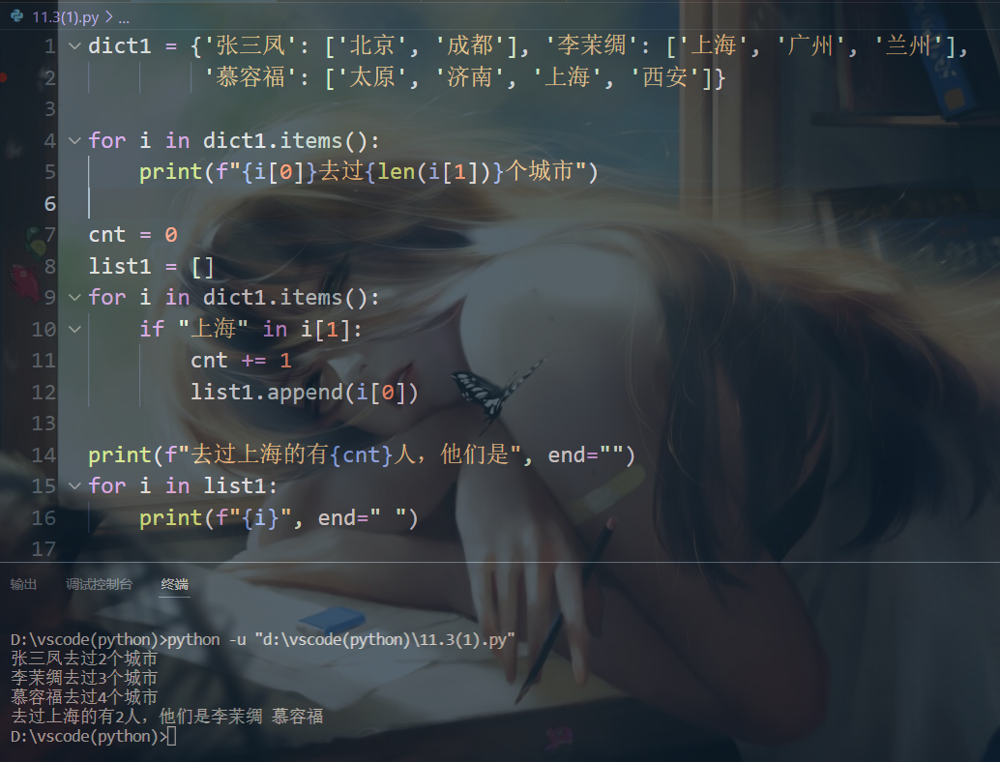 11.3(1).py > ...
1 dict1 = {'张三凤': ['北京', '成都'], '李茉绸': ['上海', '广州', '兰州'],
2 '慕容福': ['太原', '济南', '上海', '西安']}
3
4 for i in dict1.items():
5 print(f"{i[0]}去过{len(i[1])}个城市")
6
7 cnt = 0
8 list1 = []
9 for i in dict1.items():
10 if "上海" in i[1]:
11 cnt += 1
12 list1.append(i[0])
13
14 print(f"去过上海的有{cnt}人，他们是", end="")
15 for i in list1:
16 print(f"{i}", end=" ")
17
输出 调试控制台 终端
D:\vscode(python)>python -u "d:\vscode(python)\11.3(1).py"
张三凤去过2个城市
李茉绸去过3个城市
慕容福去过4个城市
去过上海的有2人，他们是李茉绸 慕容福
D:\vscode(python)>